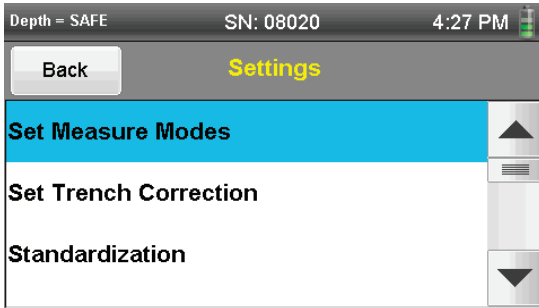 Depth = SAFE SN: 08020 4:27 PM
Back Settings
Set Measure Modes
Set Trench Correction
Standardization